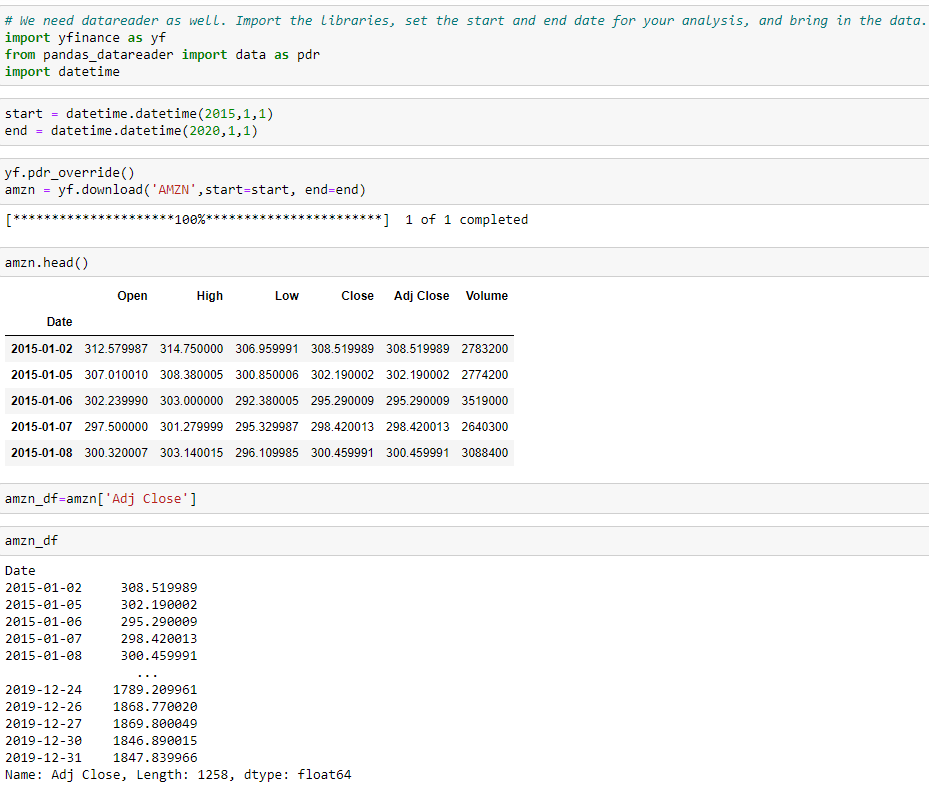 # We need datareader as well. Import the libraries, set the start and end date for your analysis, and bring in the data.
import yfinance as yf
from pandas_datareader import data as pdr
import datetime
start = datetime.datetime(2015,1,1)
end = datetime.datetime(2020,1,1)
yf.pdr_override()
amzn = yf.download('AMZN',start=start, end=end)
[*********************100%***********************]  1 of 1 completed
amzn.head()
Open High Low Close Adj Close Volume
Date
2015-01-02 312.579987 314.750000 306.959991 308.519989 308.519989 2783200
2015-01-05 307.010010 308.380005 300.850006 302.190002 302.190002 2774200
2015-01-06 302.239990 303.000000 292.380005 295.290009 295.290009 3519000
2015-01-07 297.500000 301.279999 295.329987 298.420013 298.420013 2640300
2015-01-08 300.320007 303.140015 296.109985 300.459991 300.459991 3088400
amzn_df=amzn['Adj Close']
amzn_df
Date
2015-01-02     308.519989
2015-01-05     302.190002
2015-01-06     295.290009
2015-01-07     298.420013
2015-01-08     300.459991
...
2019-12-24    1789.209961
2019-12-26    1868.770020
2019-12-27    1869.800049
2019-12-30    1846.890015
2019-12-31    1847.839966
Name: Adj Close, Length: 1258, dtype: float64